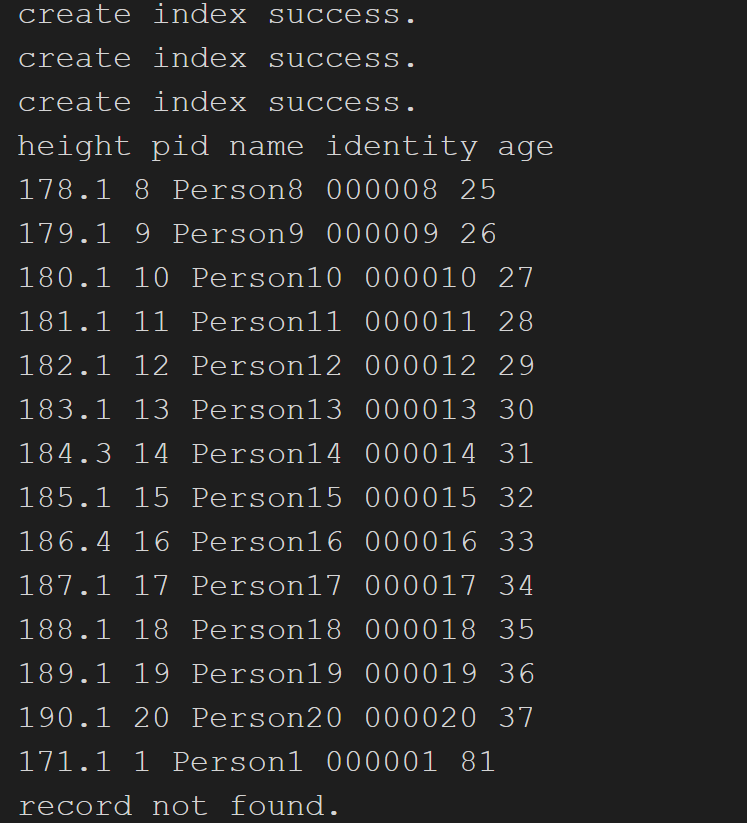 create index success.
create index success.
create index success.
height pid name identity age
178.1 8 Person8 000008 25
179.1 9 Person9 000009 26
180.1 10 Person10 000010 27
181.1 11 Person11 000011 28
182.1 12 Person12 000012 29
183.1 13 Person13 000013 30
184.3 14 Person14 000014 31
185.1 15 Person15 000015 32
186.4 16 Person16 000016 33
187.1 17 Person17 000017 34
188.1 18 Person18 000018 35
189.1 19 Person19 000019 36
190.1 20 Person20 000020 37
171.1 1 Person1 000001 81
record not found.